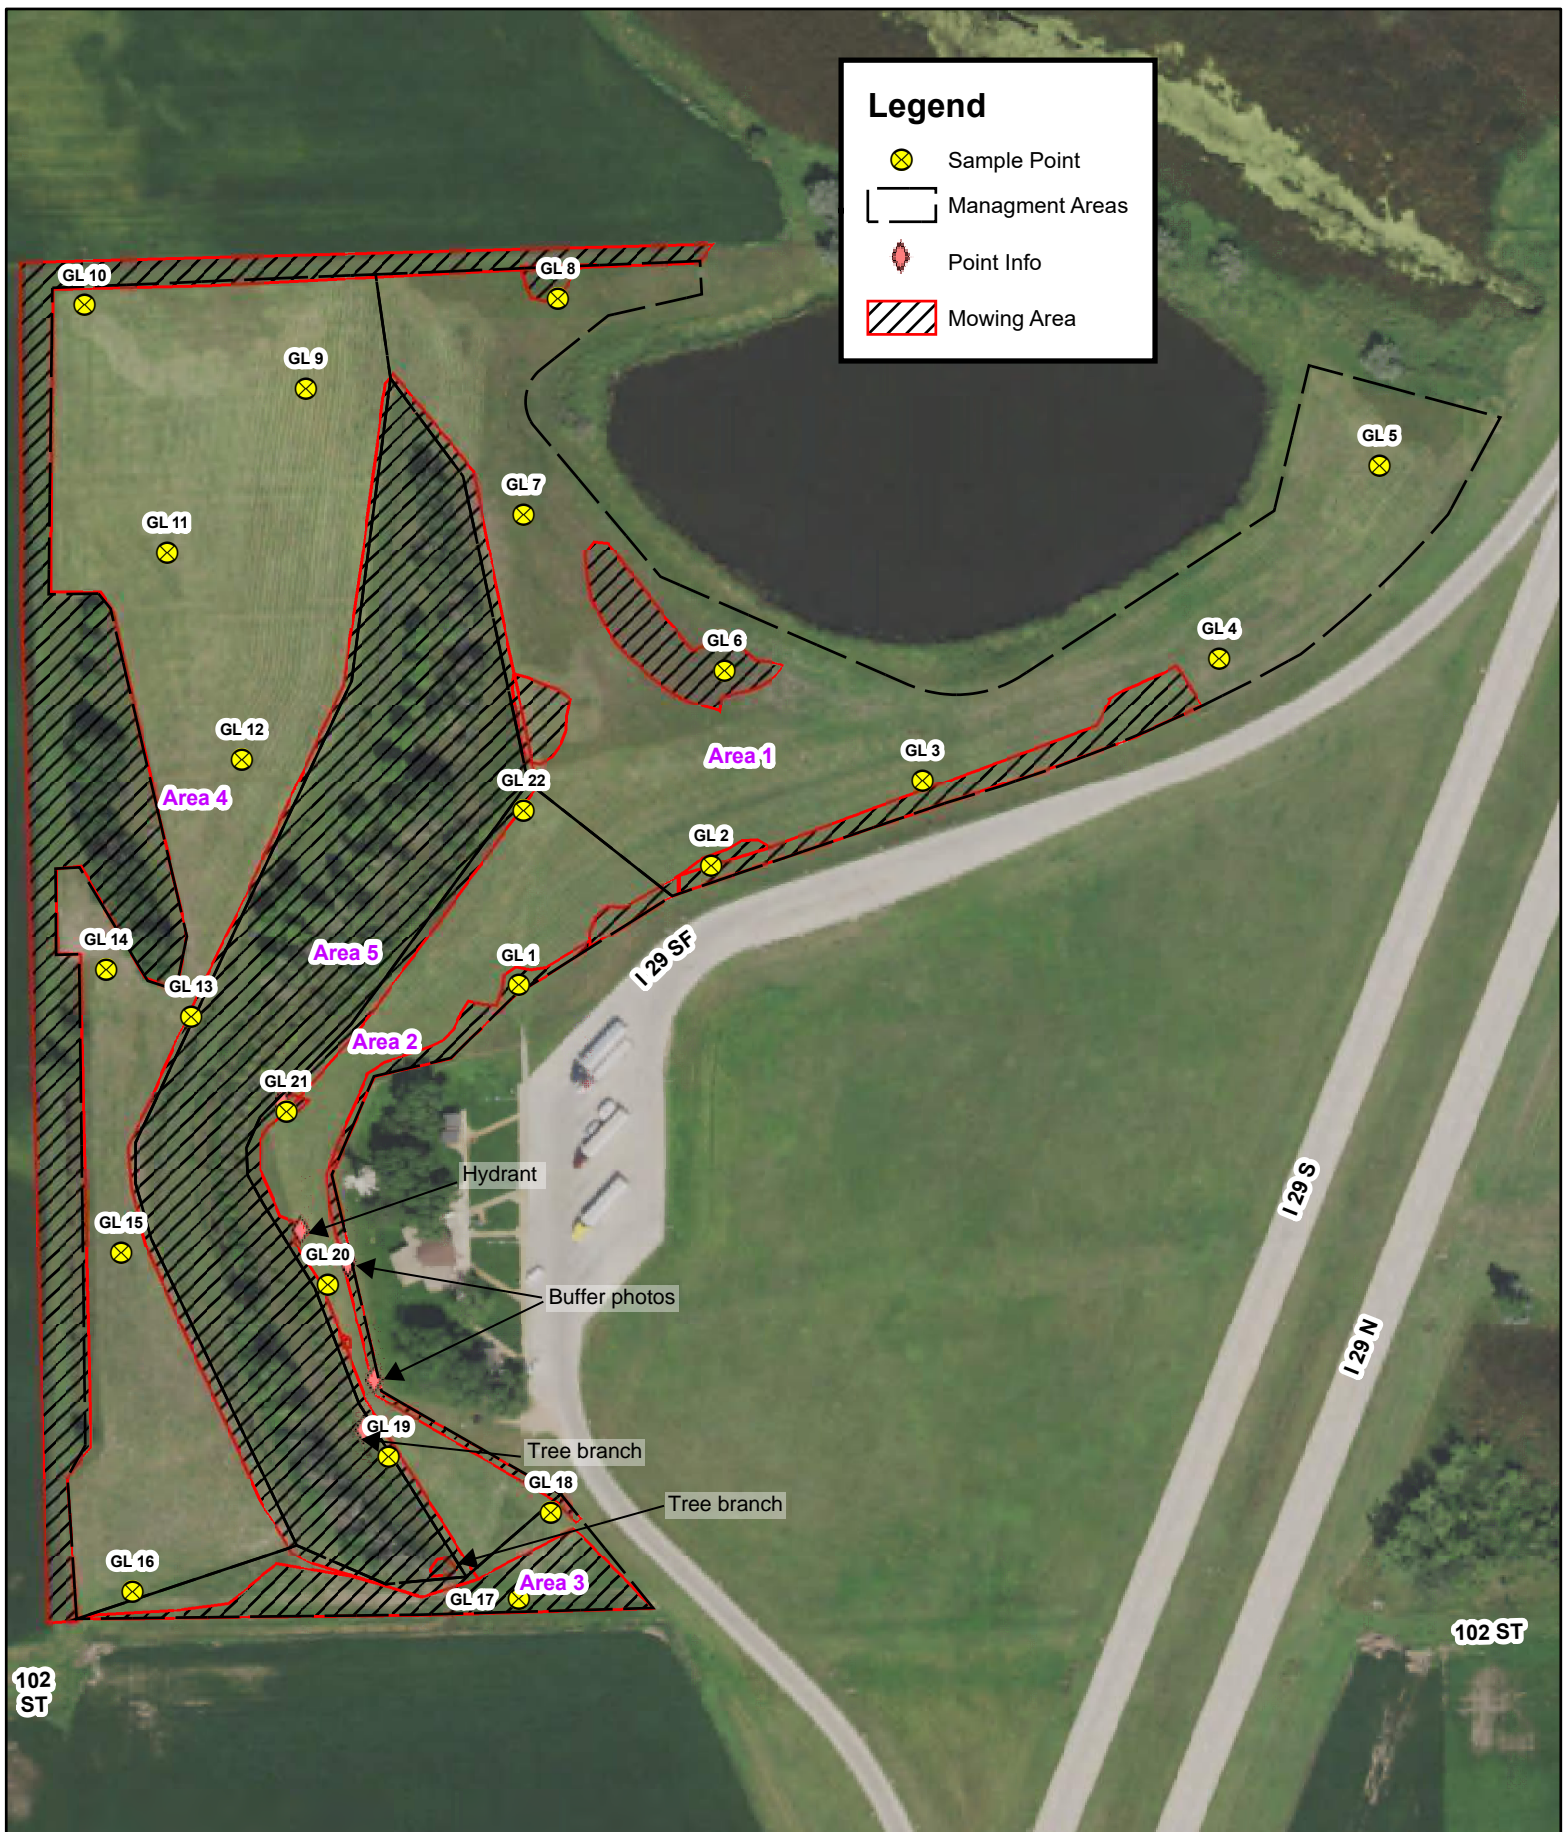 Legend
Sample Point
Managment Areas
Point Info
Mowing Area
GL 10
GL 8
GL 9
GL 5
GL 7
GL 11
GL 4
GL 6
GL 12
Area 1
GL 3
GL 22
Area 4
GL 2
GL 14
Area 5
GL 1
I 29 SF
GL 13
Area 2
GL 21
Hydrant
I 29 S
GL 15
GL 20
Buffer photos
I 29 N
GL 19
Tree branch
GL 18
Tree branch
GL 16
Area 3
GL 17
102 ST
102
ST